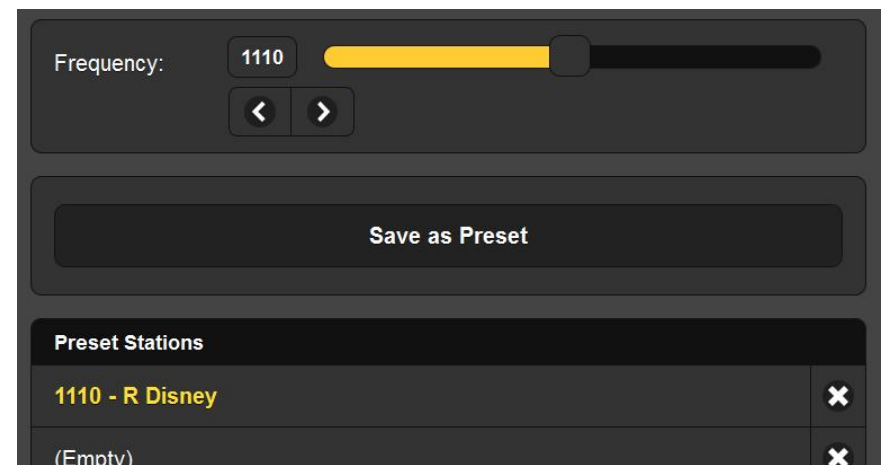 Frequency: 1110
Save as Preset
Preset Stations
1110 - R Disney
(Empty)